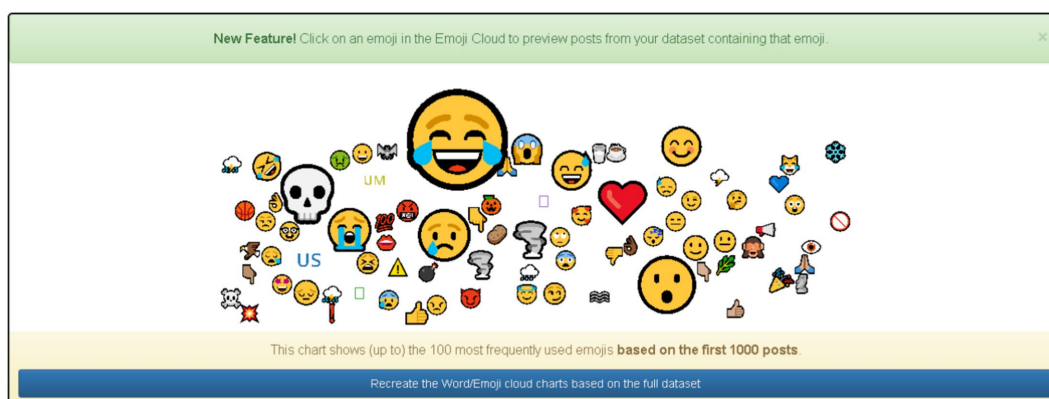 New Feature! Click on an emoji in the Emoji Cloud to preview posts from your dataset containing that emoji.
×
UM
US
This chart shows (up to) the 100 most frequently used emojis based on the first 1000 posts.
Recreate the Word/Emoji cloud charts based on the full dataset